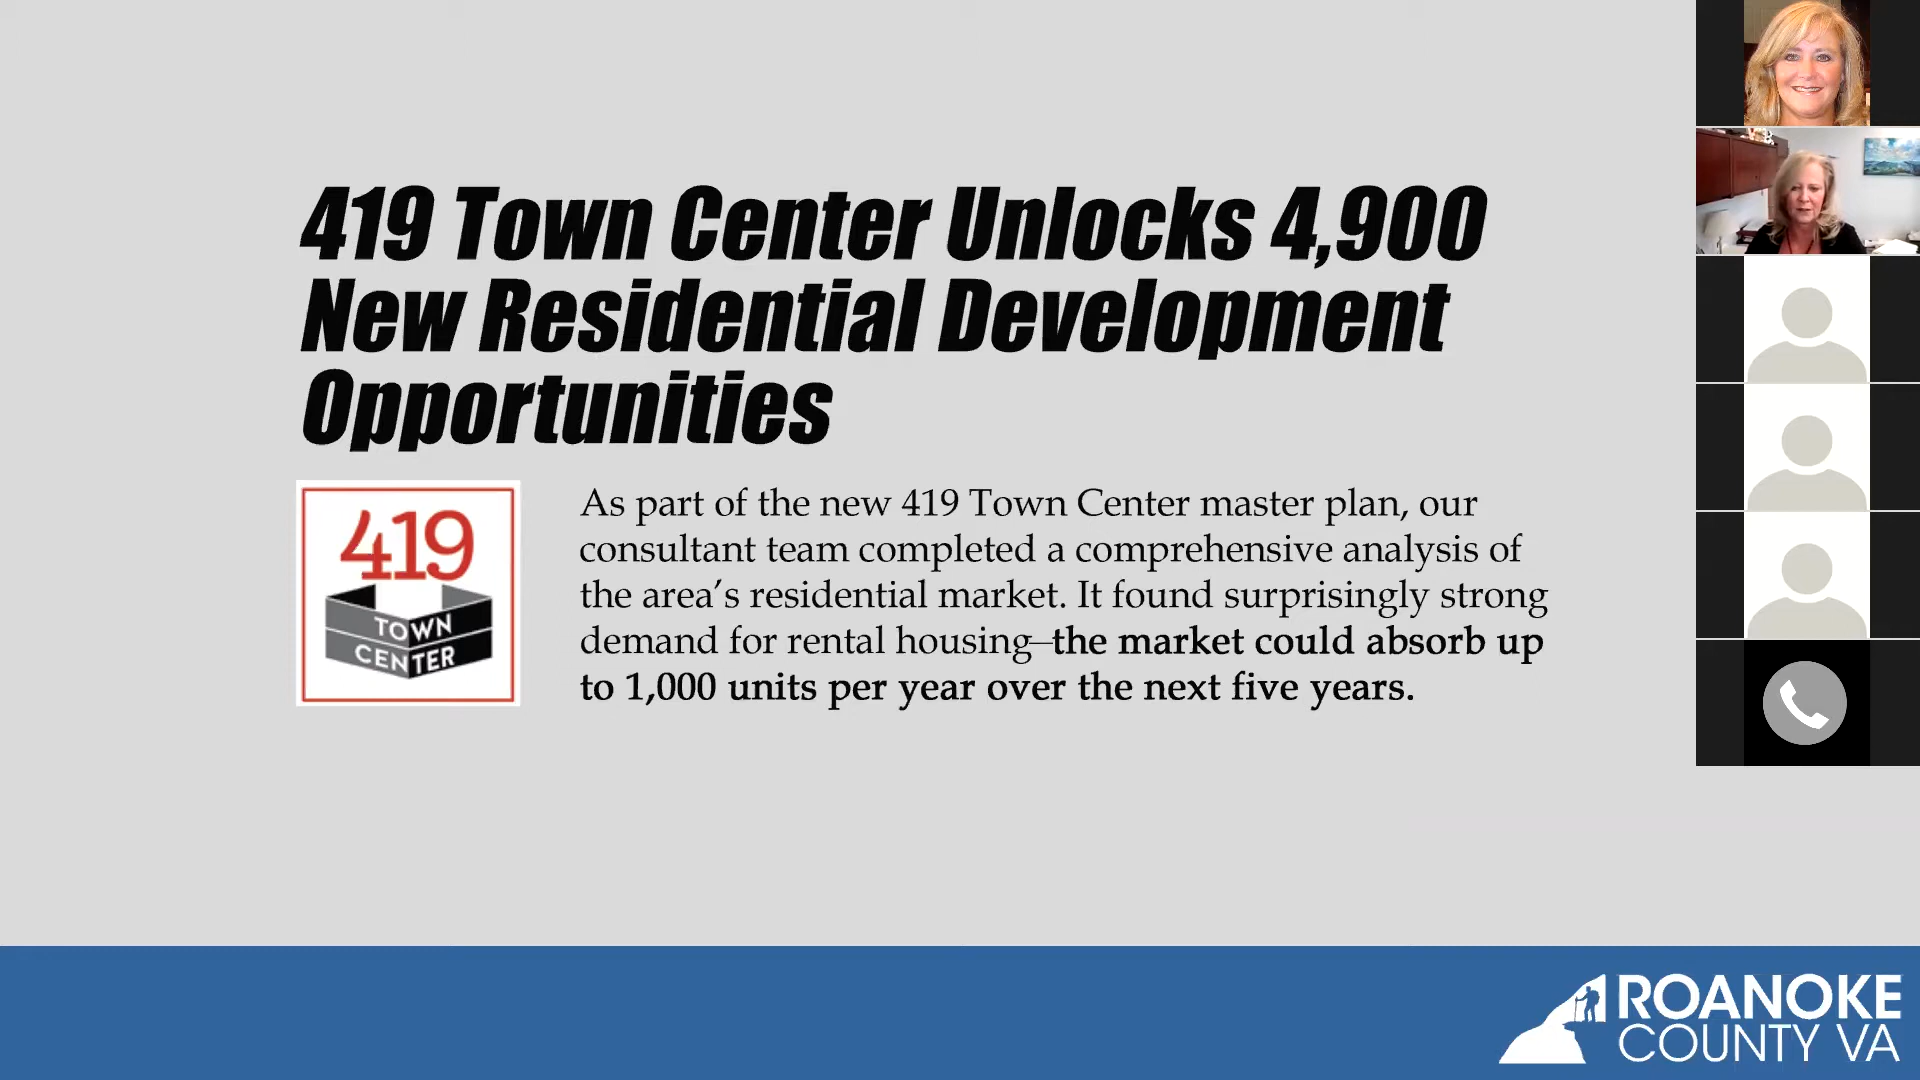 419 Town Center Unlocks 4,900
New Residential Development
Opportunities
419
TOWN
CENTER
As part of the new 419 Town Center master plan, our
consultant team completed a comprehensive analysis of
the area’s residential market. It found surprisingly strong
demand for rental housing—the market could absorb up
to 1,000 units per year over the next five years.
ROANOKE
COUNTY VA